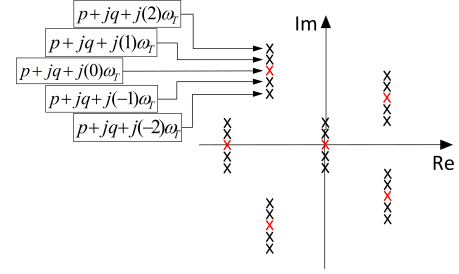 p + jq + j(2)ω_T
p + jq + j(1)ω_T
p + jq + j(0)ω_T
p + jq + j(−1)ω_T
p + jq + j(−2)ω_T
Im
Re